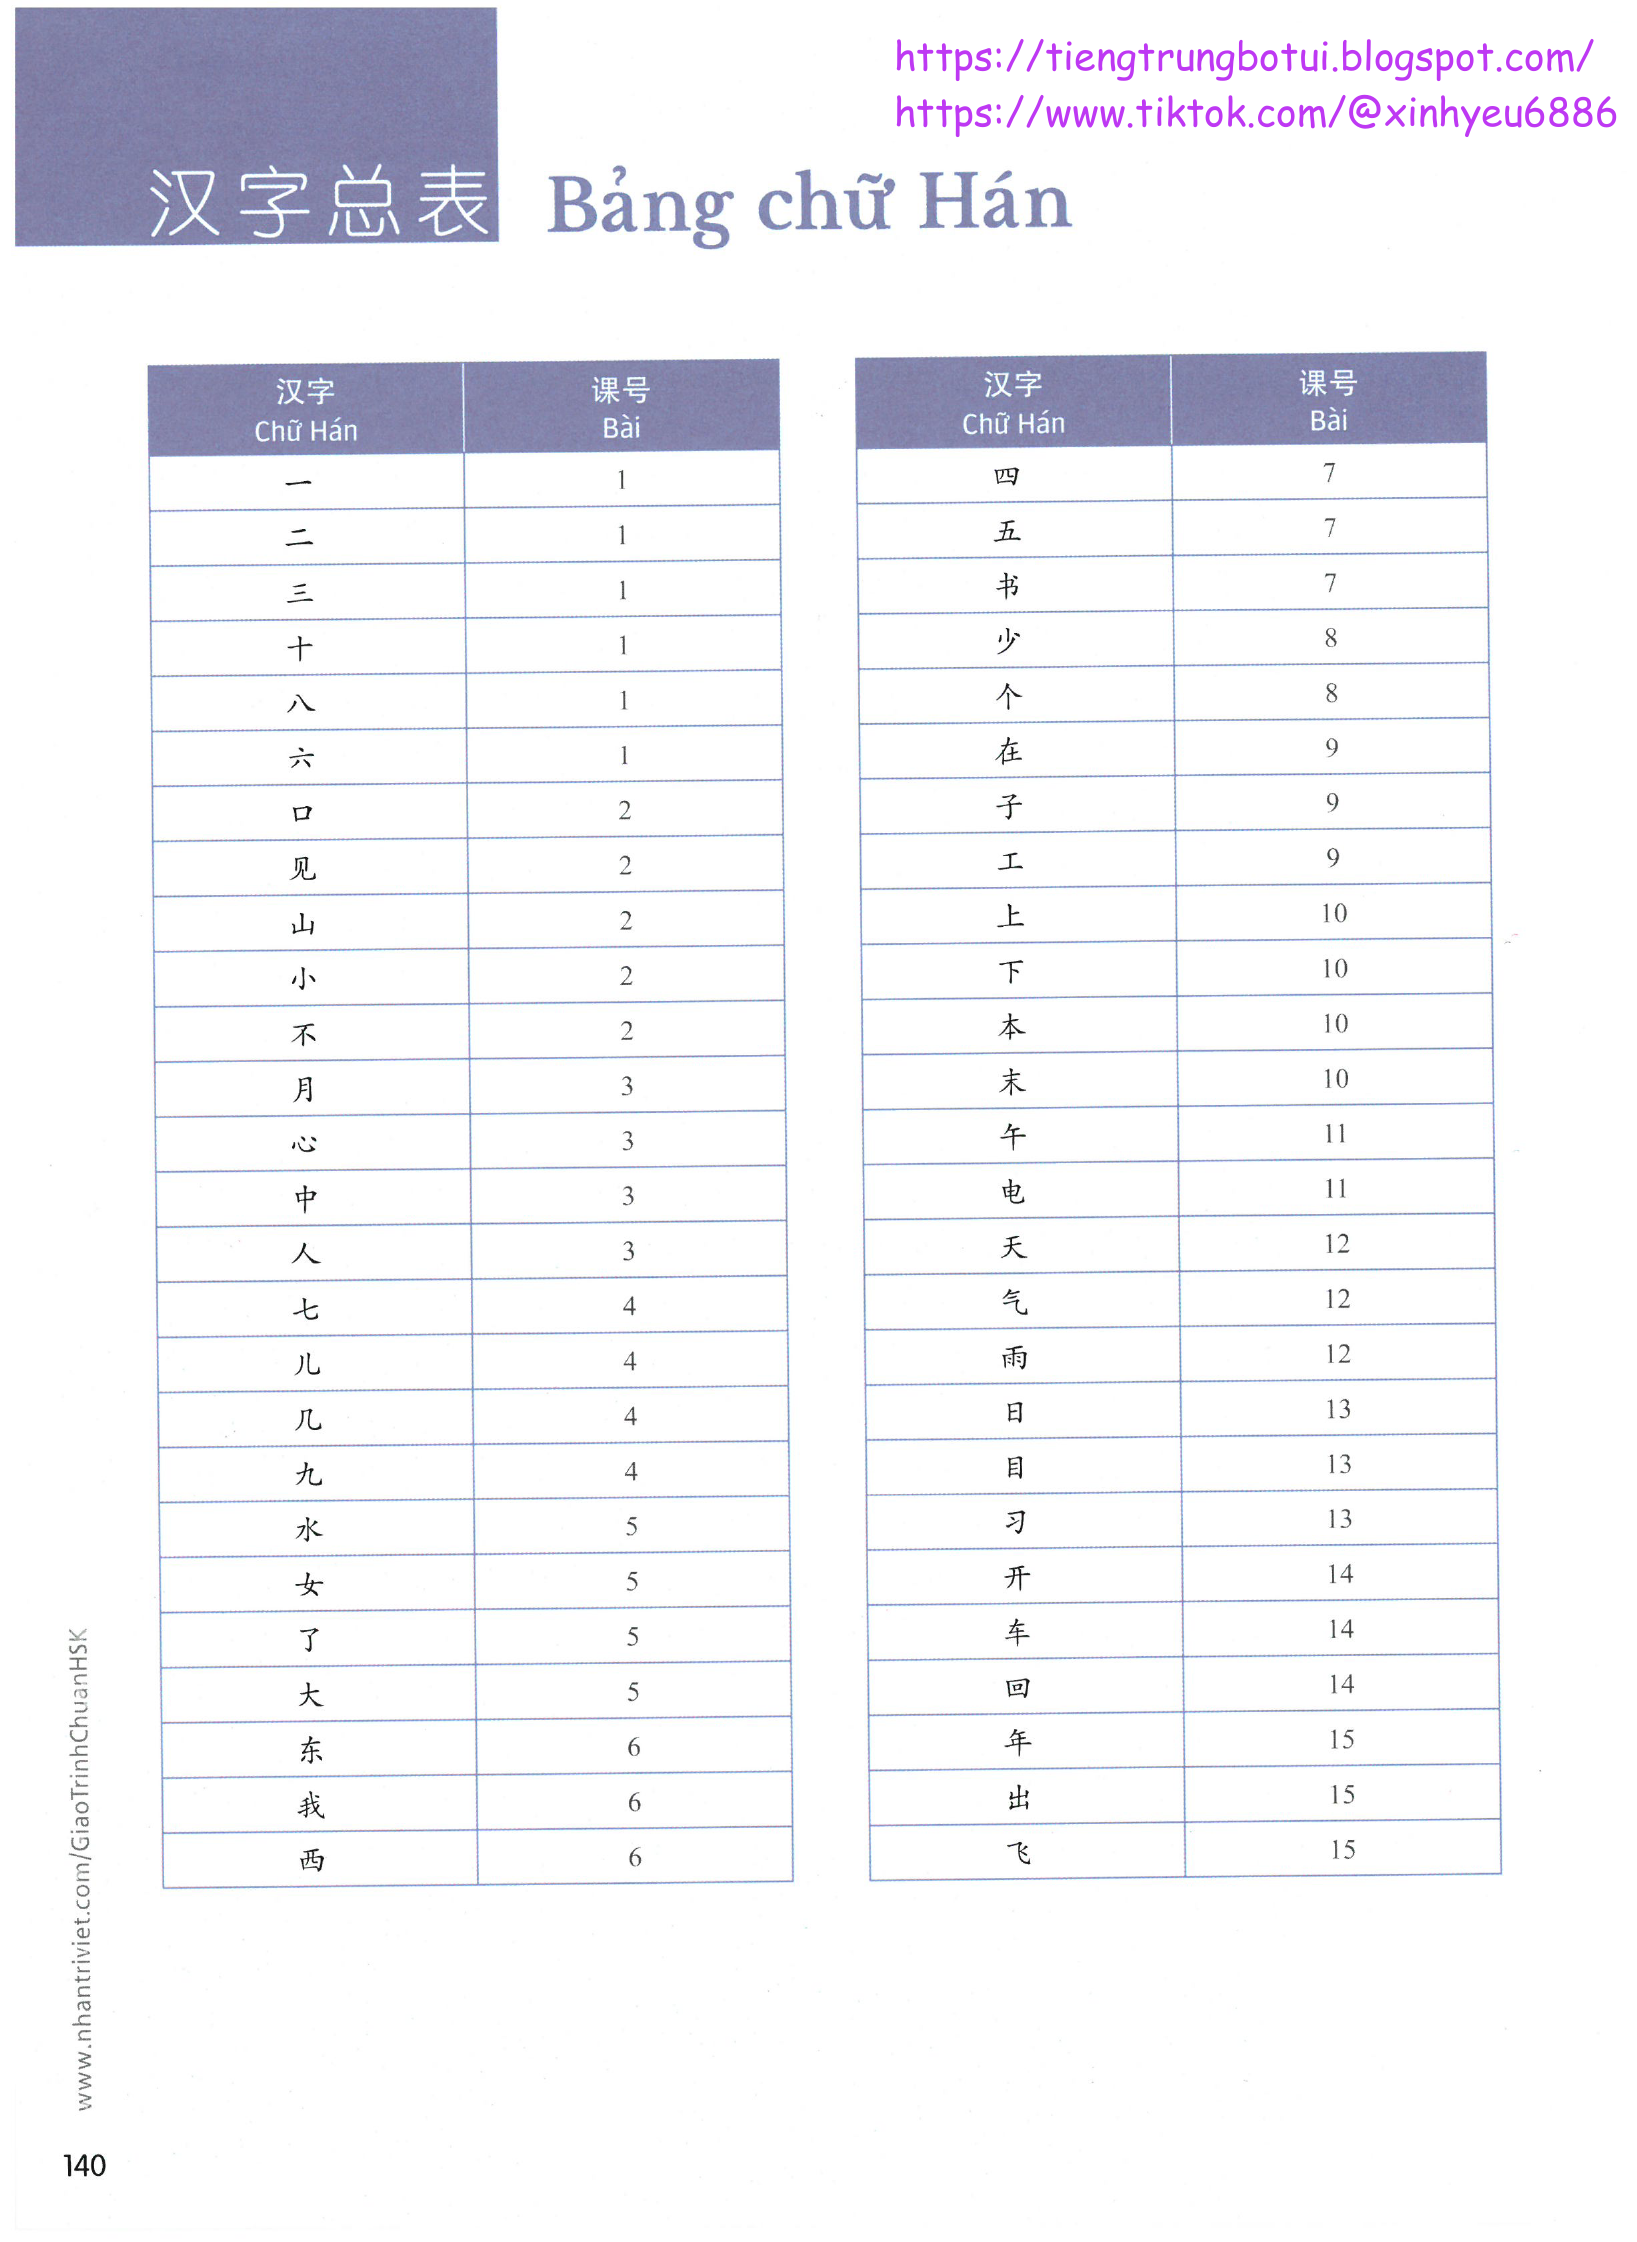 https://tiengtrungbotui.blogspot.com/
https://www.tiktok.com/@xinhyeu6886
汉字总表 Bảng chữ Hán
汉字 课号
Chữ Hán Bài
一 1
二 1
三 1
十 1
八 1
六 1
口 2
见 2
山 2
小 2
不 2
月 3
心 3
中 3
人 3
七 4
儿 4
几 4
九 4
水 5
女 5
了 5
大 5
东 6
我 6
西 6
汉字 课号
Chữ Hán Bài
四 7
五 7
书 7
少 8
个 8
在 9
子 9
工 9
上 10
下 10
本 10
末 10
午 11
电 11
天 12
气 12
雨 12
日 13
目 13
习 13
开 14
车 14
回 14
年 15
出 15
飞 15
www.nhantriviet.com/GiaoTrinhChuanHSK
140